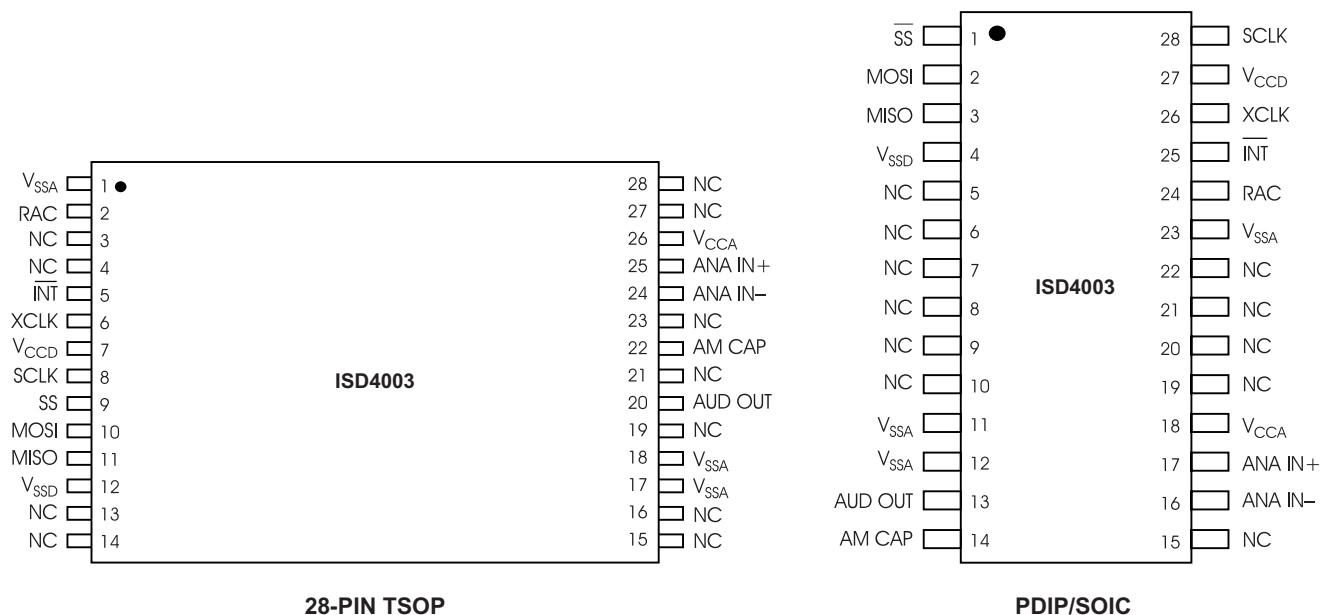 V_SSA 1 28 NC
RAC 2 27 NC
NC 3 26 V_CCA
NC 4 25 ANA IN+
I̅N̅T̅ 5 24 ANA IN–
XCLK 6 23 NC
V_CCD 7 22 AM CAP
SCLK 8 21 NC
SS 9 20 AUD OUT
MOSI 10 19 NC
MISO 11 18 V_SSA
V_SSD 12 17 V_SSA
NC 13 16 NC
NC 14 15 NC
ISD4003
28-PIN TSOP
S̅S̅ 1 28 SCLK
MOSI 2 27 V_CCD
MISO 3 26 XCLK
V_SSD 4 25 I̅N̅T̅
NC 5 24 RAC
NC 6 23 V_SSA
NC 7 22 NC
NC 8 21 NC
NC 9 20 NC
NC 10 19 NC
V_SSA 11 18 V_CCA
V_SSA 12 17 ANA IN+
AUD OUT 13 16 ANA IN–
AM CAP 14 15 NC
ISD4003
PDIP/SOIC